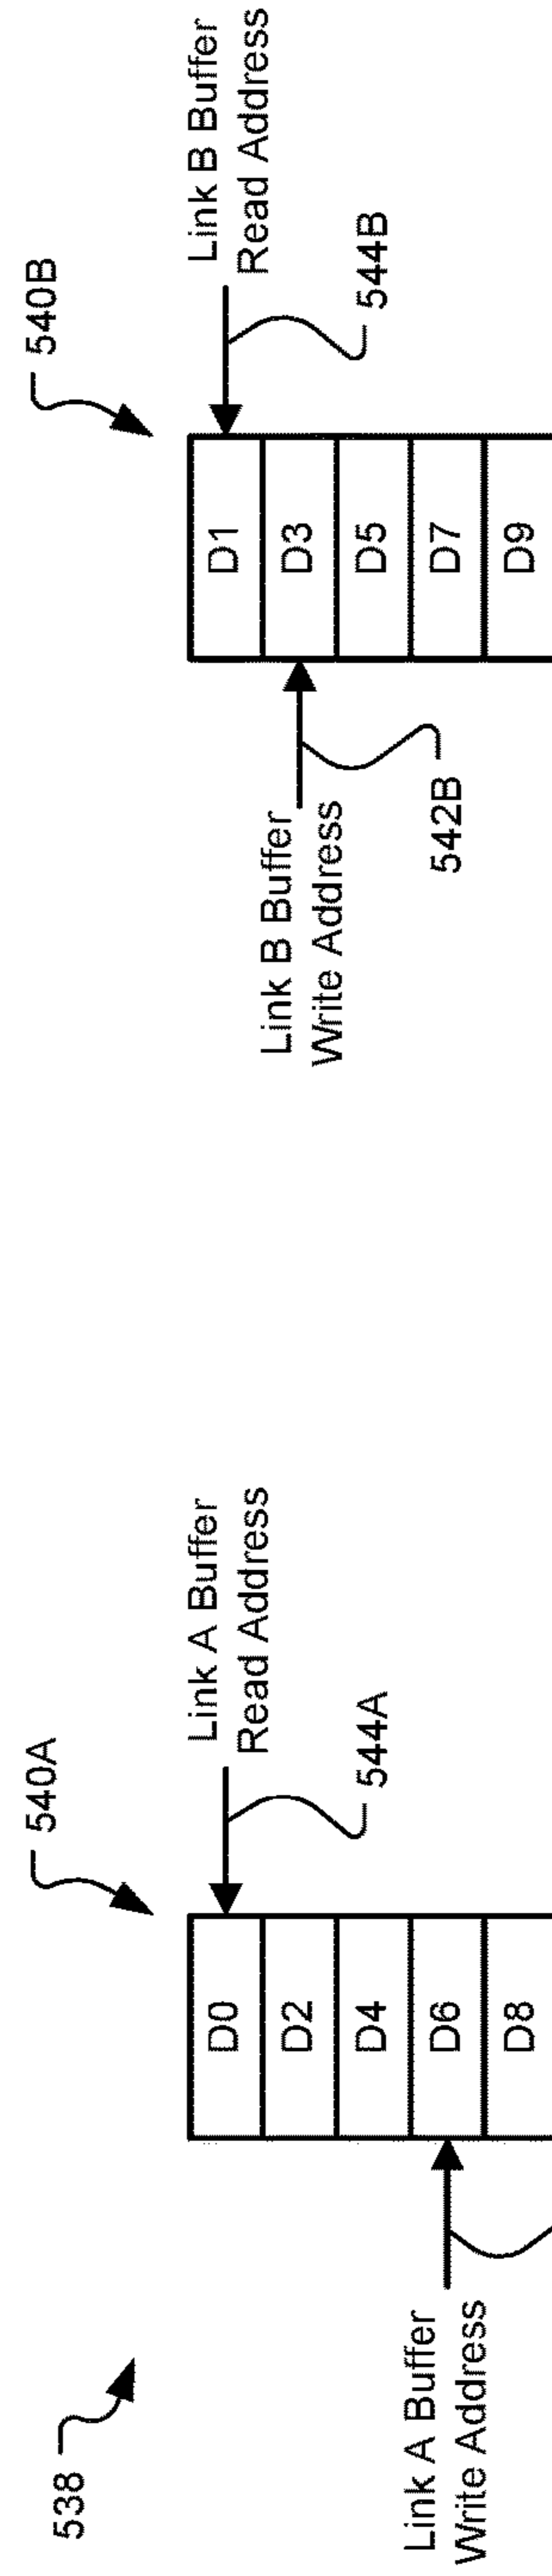 538
540A
Link A Buffer
Read Address
544A
D0
D2
D4
D6
D8
Link A Buffer
Write Address
540B
Link B Buffer
Read Address
544B
D1
D3
D5
D7
D9
Link B Buffer
Write Address
542B